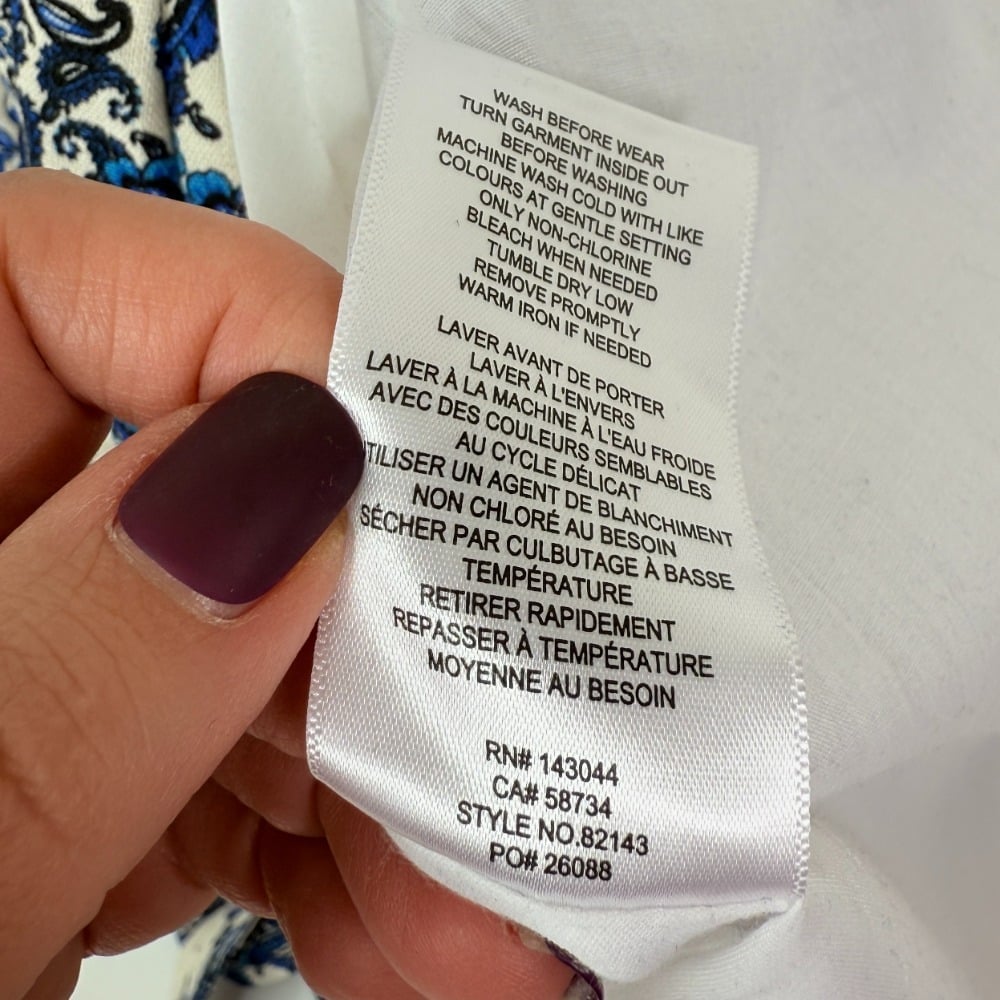 WASH BEFORE WEAR
TURN GARMENT INSIDE OUT
BEFORE WASHING
MACHINE WASH COLD WITH LIKE
COLOURS AT GENTLE SETTING
ONLY NON-CHLORINE
BLEACH WHEN NEEDED
TUMBLE DRY LOW
REMOVE PROMPTLY
WARM IRON IF NEEDED
LAVER AVANT DE PORTER
LAVER À L'ENVERS
LAVER À LA MACHINE À L'EAU FROIDE
AVEC DES COULEURS SEMBLABLES
AU CYCLE DÉLICAT
TILISER UN AGENT DE BLANCHIMENT
NON CHLORÉ AU BESOIN
SÉCHER PAR CULBUTAGE À BASSE
TEMPÉRATURE
RETIRER RAPIDEMENT
REPASSER À TEMPÉRATURE
MOYENNE AU BESOIN
RN# 143044
CA# 58734
STYLE NO.82143
PO# 26088